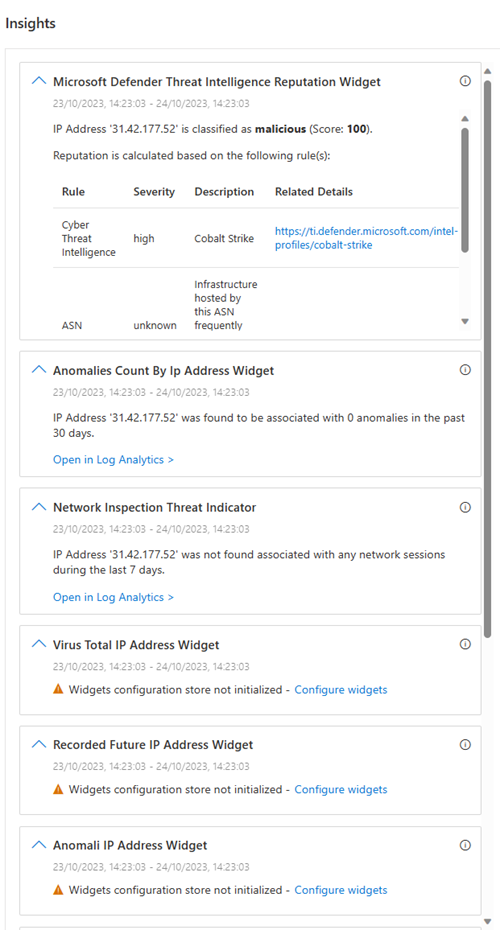 Insights
Microsoft Defender Threat Intelligence Reputation Widget
23/10/2023, 14:23:03 - 24/10/2023, 14:23:03
IP Address '31.42.177.52' is classified as malicious (Score: 100).
Reputation is calculated based on the following rule(s):
Rule Severity Description Related Details
Cyber
Threat
Intelligence
high
Cobalt Strike
https://ti.defender.microsoft.com/intel-
profiles/cobalt-strike
ASN
unknown
Infrastructure
hosted by
this ASN
frequently
Anomalies Count By Ip Address Widget
23/10/2023, 14:23:03 - 24/10/2023, 14:23:03
IP Address '31.42.177.52' was found to be associated with 0 anomalies in the past
30 days.
Open in Log Analytics >
Network Inspection Threat Indicator
23/10/2023, 14:23:03 - 24/10/2023, 14:23:03
IP Address '31.42.177.52' was not found associated with any network sessions
during the last 7 days.
Open in Log Analytics >
Virus Total IP Address Widget
23/10/2023, 14:23:03 - 24/10/2023, 14:23:03
Widgets configuration store not initialized - Configure widgets
Recorded Future IP Address Widget
23/10/2023, 14:23:03 - 24/10/2023, 14:23:03
Widgets configuration store not initialized - Configure widgets
Anomali IP Address Widget
23/10/2023, 14:23:03 - 24/10/2023, 14:23:03
Widgets configuration store not initialized - Configure widgets